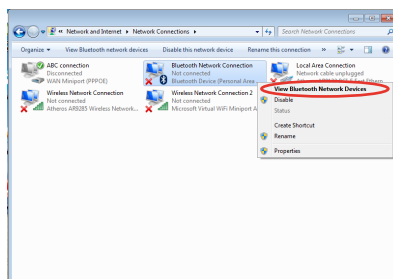 « Network and Internet ▸ Network Connections ▸ Search Network Connections
Organize ▾ View Bluetooth network devices Disable this network device Rename this connection »
ABC connection
Disconnected
WAN Miniport (PPPOE)
Bluetooth Network Connection
Not connected
Bluetooth Device (Personal Area ...
Local Area Connection
Network cable unplugged
Wireless Network Connection
Not connected
Atheros AR9285 Wireless Network...
Wireless Network Connection 2
Not connected
Microsoft Virtual WiFi Miniport A
View Bluetooth Network Devices
Disable
Status
Create Shortcut
Rename
Properties